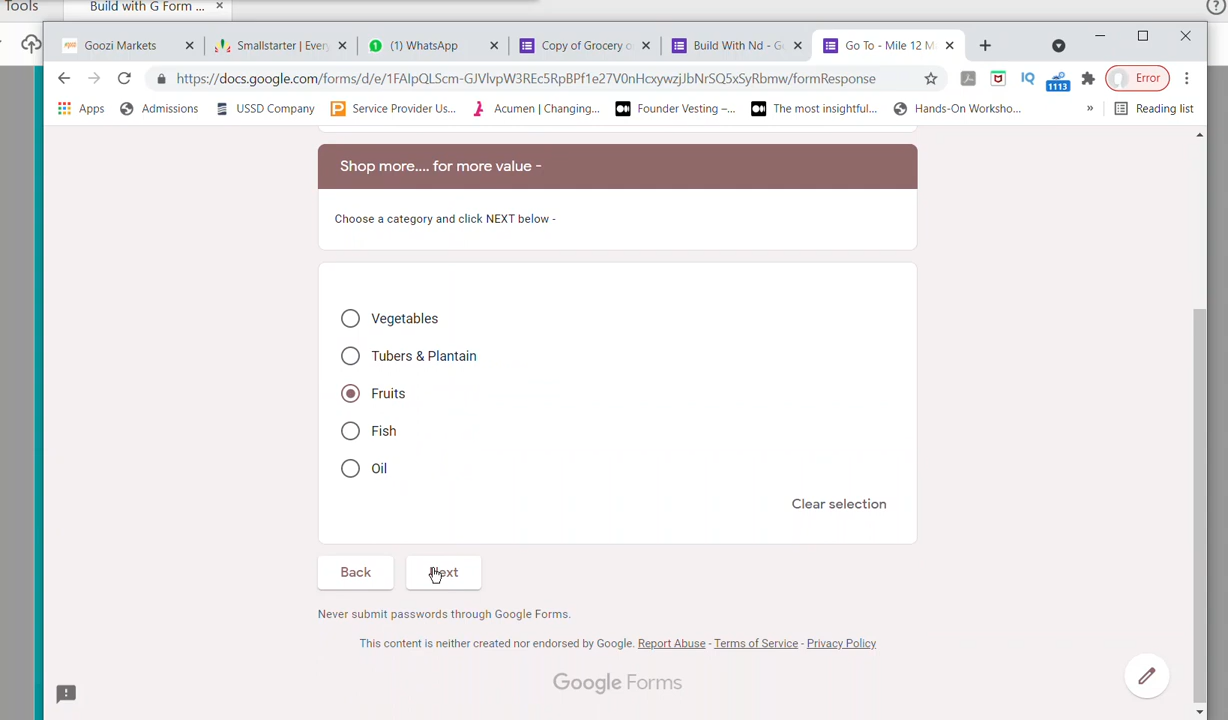 Tools
Build with G Form ...
Goozi Markets
Smallstarter | Every
(1) WhatsApp
Copy of Grocery o
Build With Nd - G
Go To - Mile 12 M
https://docs.google.com/forms/d/e/1FAIpQLScm-GJVlvpW3REc5RpBPf1e27V0nHcxywzjJbNrSQ5xSyRbmw/formResponse
IQ
1113
Error
Apps
Admissions
USSD Company
Service Provider Us...
Acumen | Changing...
Founder Vesting –...
The most insightful...
Hands-On Worksho...
»
Reading list
Shop more.... for more value -
Choose a category and click NEXT below -
Vegetables
Tubers & Plantain
Fruits
Fish
Oil
Clear selection
Back
Next
Never submit passwords through Google Forms.
This content is neither created nor endorsed by Google. Report Abuse - Terms of Service - Privacy Policy
Google Forms